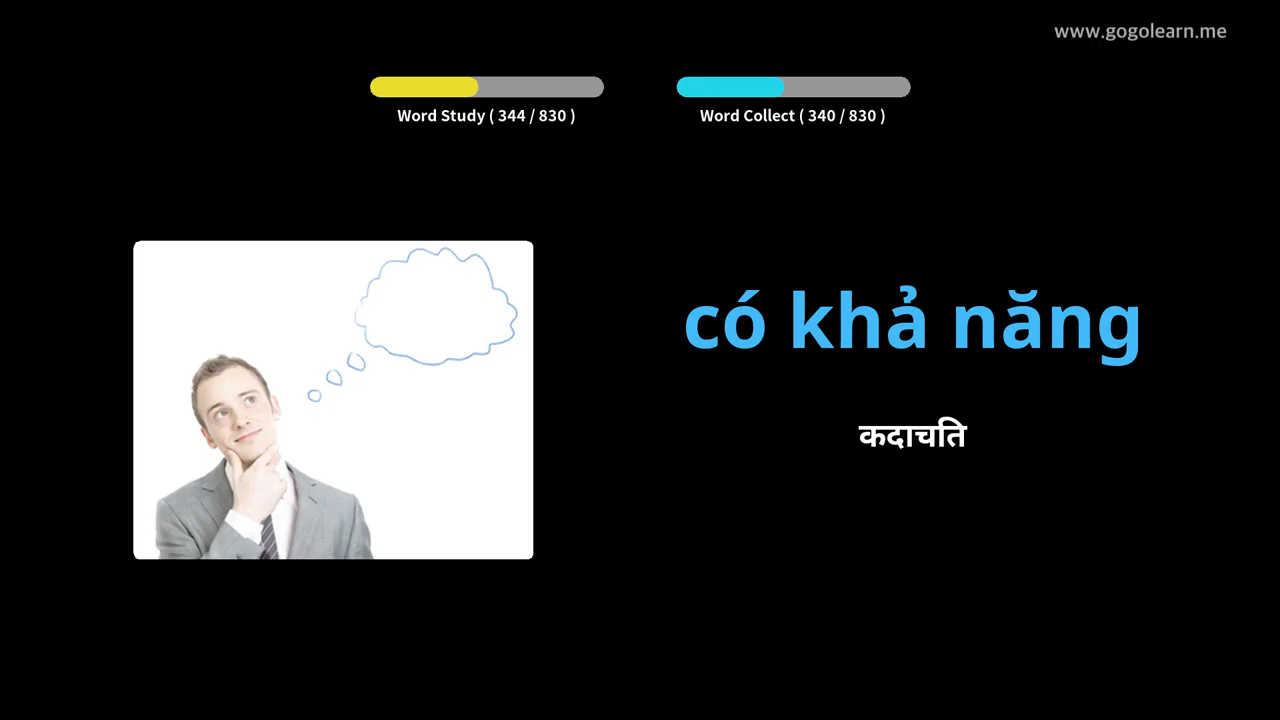 www.gogolearn.me
Word Study ( 344 / 830 )
Word Collect ( 340 / 830 )
có khả năng
कदाचति